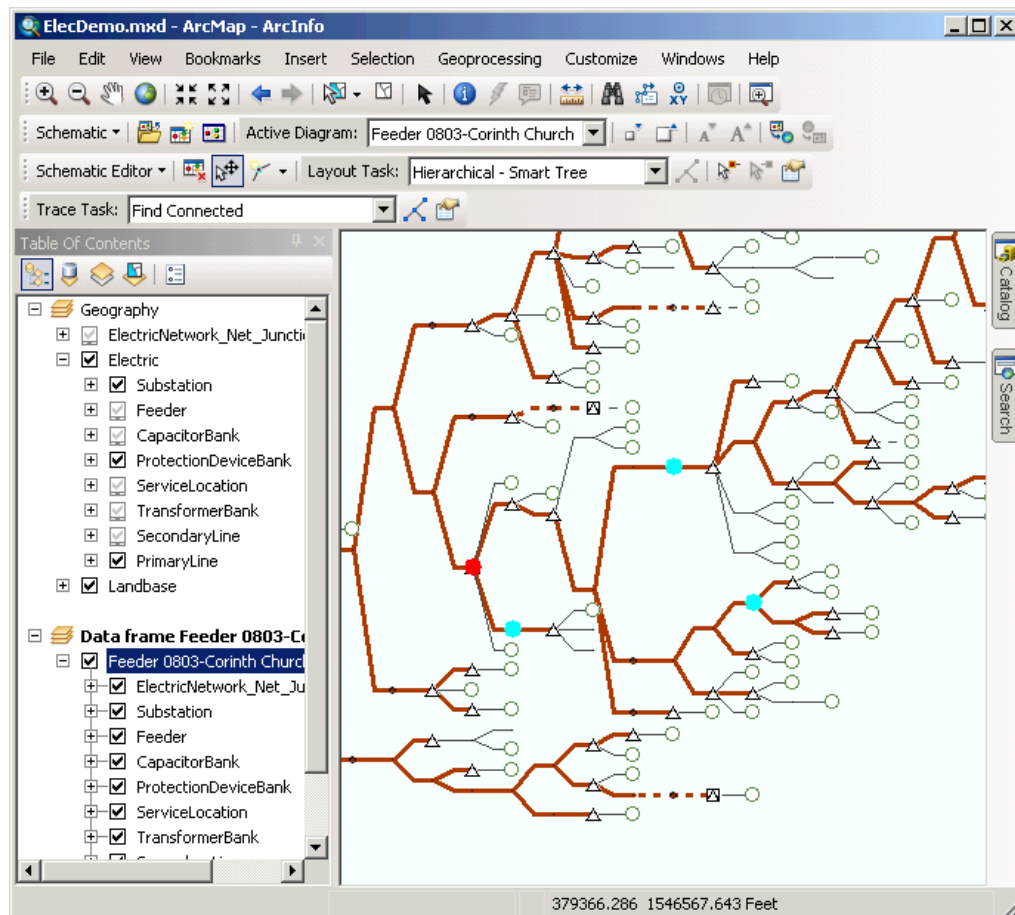 ElecDemo.mxd - ArcMap - ArcInfo
File Edit View Bookmarks Insert Selection Geoprocessing Customize Windows Help
XY
Schematic Active Diagram: Feeder 0803-Corinth Church A A
Schematic Editor Layout Task: Hierarchical - Smart Tree
Trace Task: Find Connected
Table Of Contents
Geography
ElectricNetwork_Net_Juncti
Electric
Substation
Feeder
CapacitorBank
ProtectionDeviceBank
ServiceLocation
TransformerBank
SecondaryLine
PrimaryLine
Landbase
Data frame Feeder 0803-Co
Feeder 0803-Corinth Churcl
ElectricNetwork_Net_Ju
Substation
Feeder
CapacitorBank
ProtectionDeviceBank
ServiceLocation
TransformerBank
Catalog
Search
379366.286 1546567.643 Feet